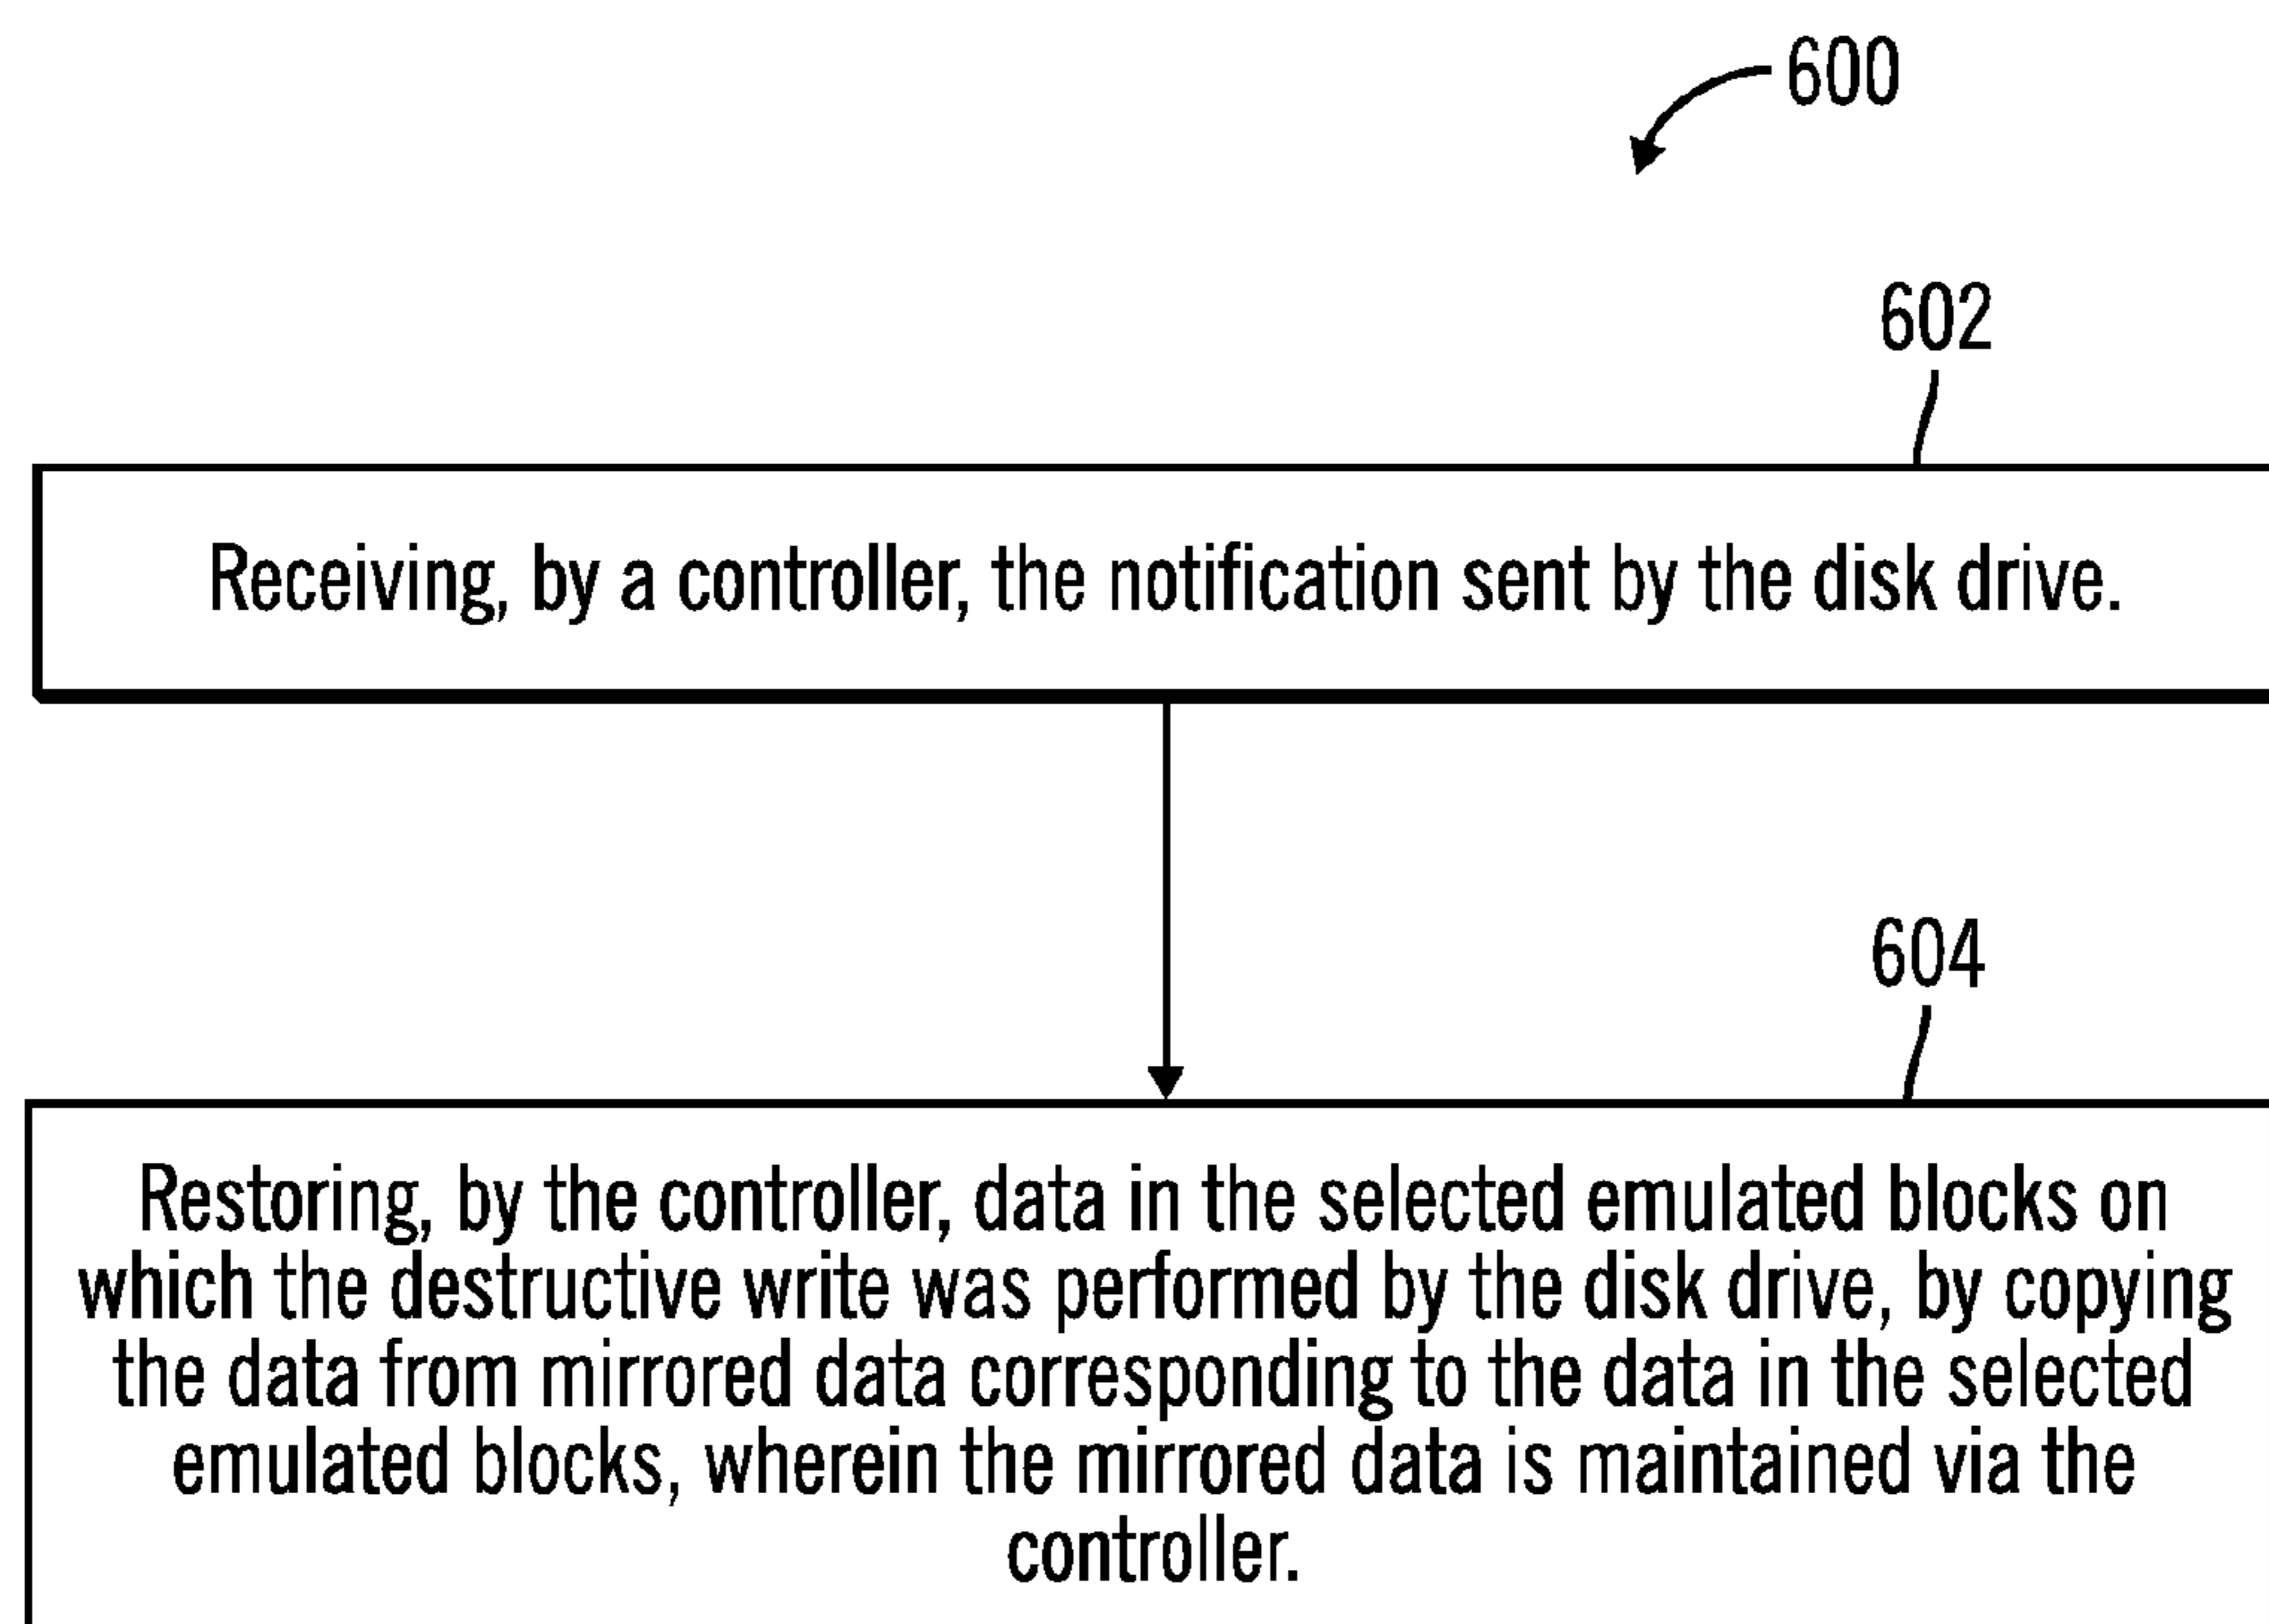 600
602
Receiving, by a controller, the notification sent by the disk drive.
604
Restoring, by the controller, data in the selected emulated blocks on
which the destructive write was performed by the disk drive, by copying
the data from mirrored data corresponding to the data in the selected
emulated blocks, wherein the mirrored data is maintained via the
controller.